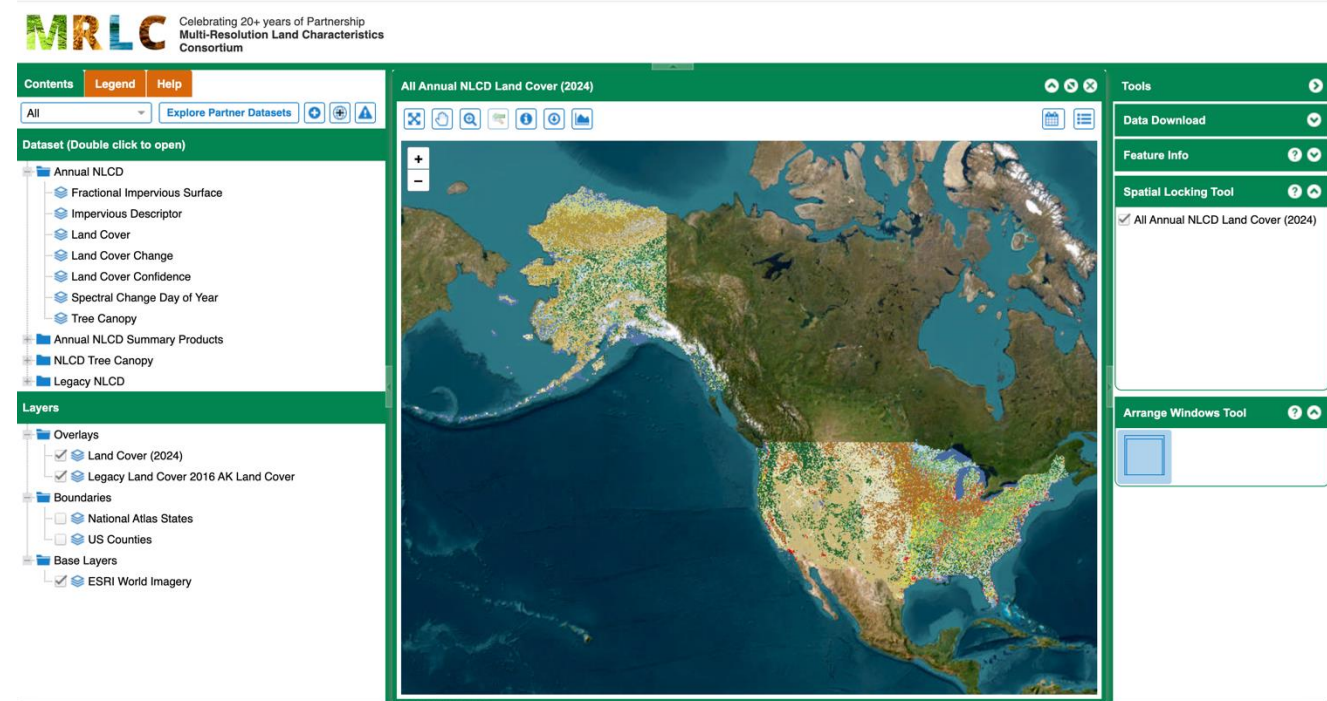 MRLC
Celebrating 20+ years of Partnership
Multi-Resolution Land Characteristics
Consortium
Contents
Legend
Help
All
Explore Partner Datasets
Dataset (Double click to open)
Annual NLCD
Fractional Impervious Surface
Impervious Descriptor
Land Cover
Land Cover Change
Land Cover Confidence
Spectral Change Day of Year
Tree Canopy
Annual NLCD Summary Products
NLCD Tree Canopy
Legacy NLCD
Layers
Overlays
Land Cover (2024)
Legacy Land Cover 2016 AK Land Cover
Boundaries
National Atlas States
US Counties
Base Layers
ESRI World Imagery
All Annual NLCD Land Cover (2024)
+
−
Tools
Data Download
Feature Info
Spatial Locking Tool
All Annual NLCD Land Cover (2024)
Arrange Windows Tool